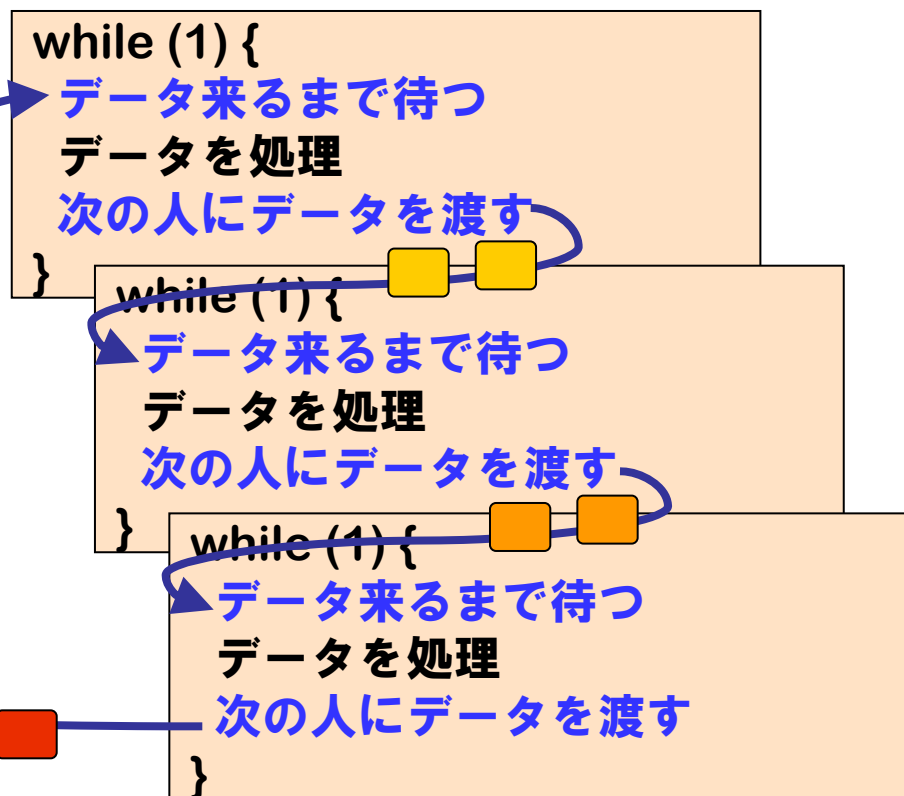 while (1) {
データ来るまで待つ
データを処理
次の人にデータを渡す
}
while (1) {
データ来るまで待つ
データを処理
次の人にデータを渡す
}
while (1) {
データ来るまで待つ
データを処理
次の人にデータを渡す
}